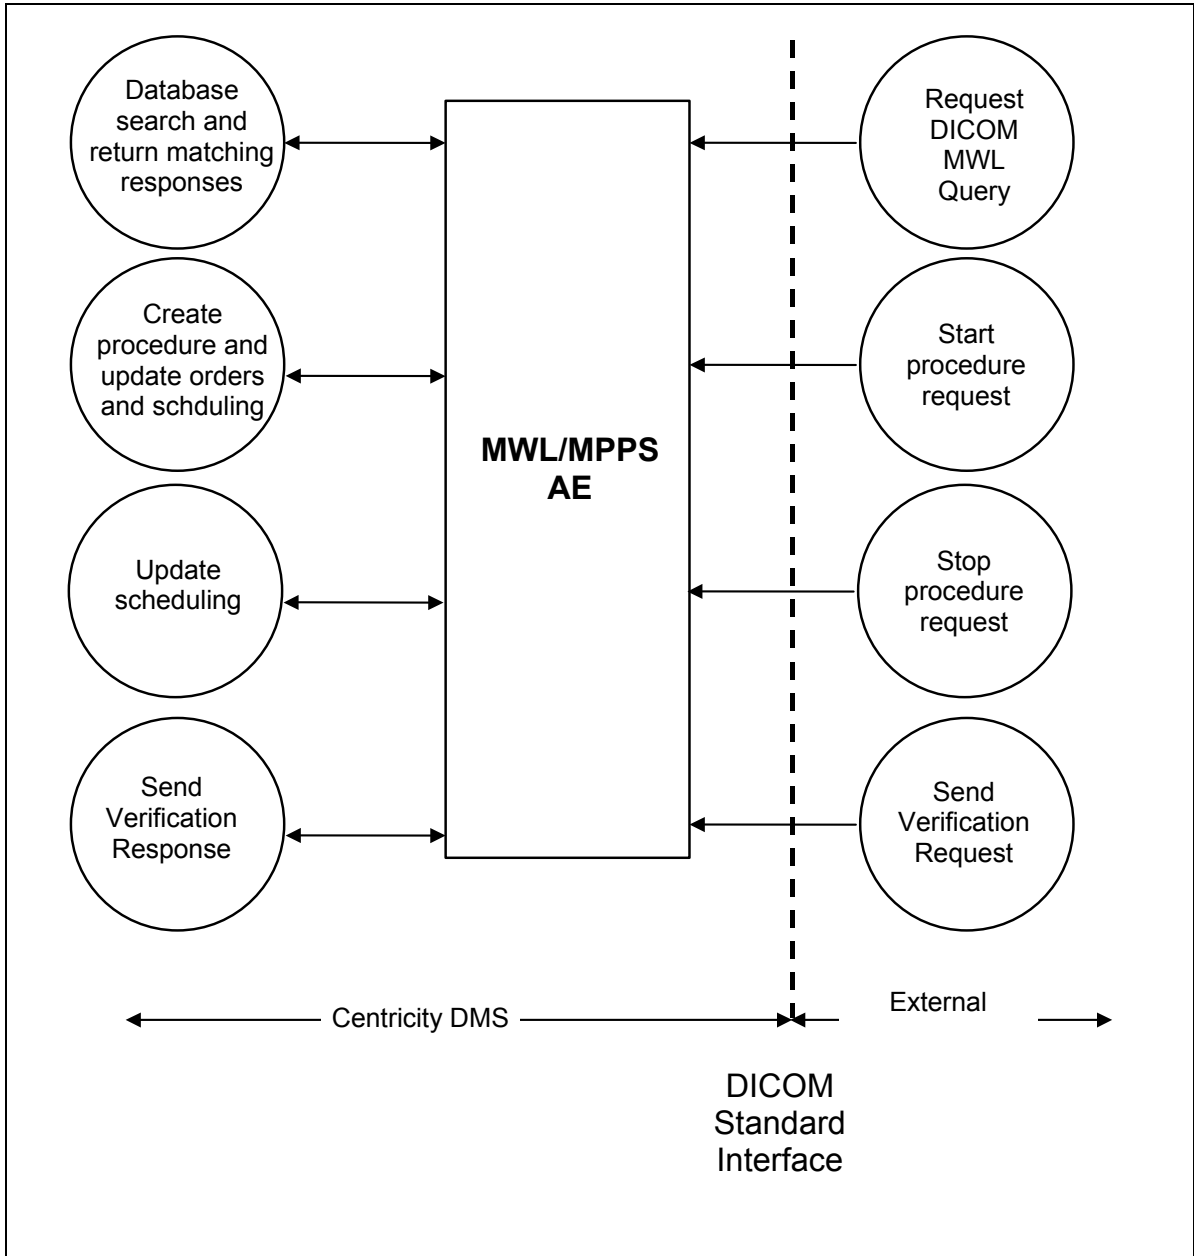 Database
search and
return matching
responses
Request
DICOM
MWL
Query
Create
procedure and
update orders
and schduling
Start
procedure
request
MWL/MPPS
AE
Update
scheduling
Stop
procedure
request
Send
Verification
Response
Send
Verification
Request
Centricity DMS
External
DICOM
Standard
Interface